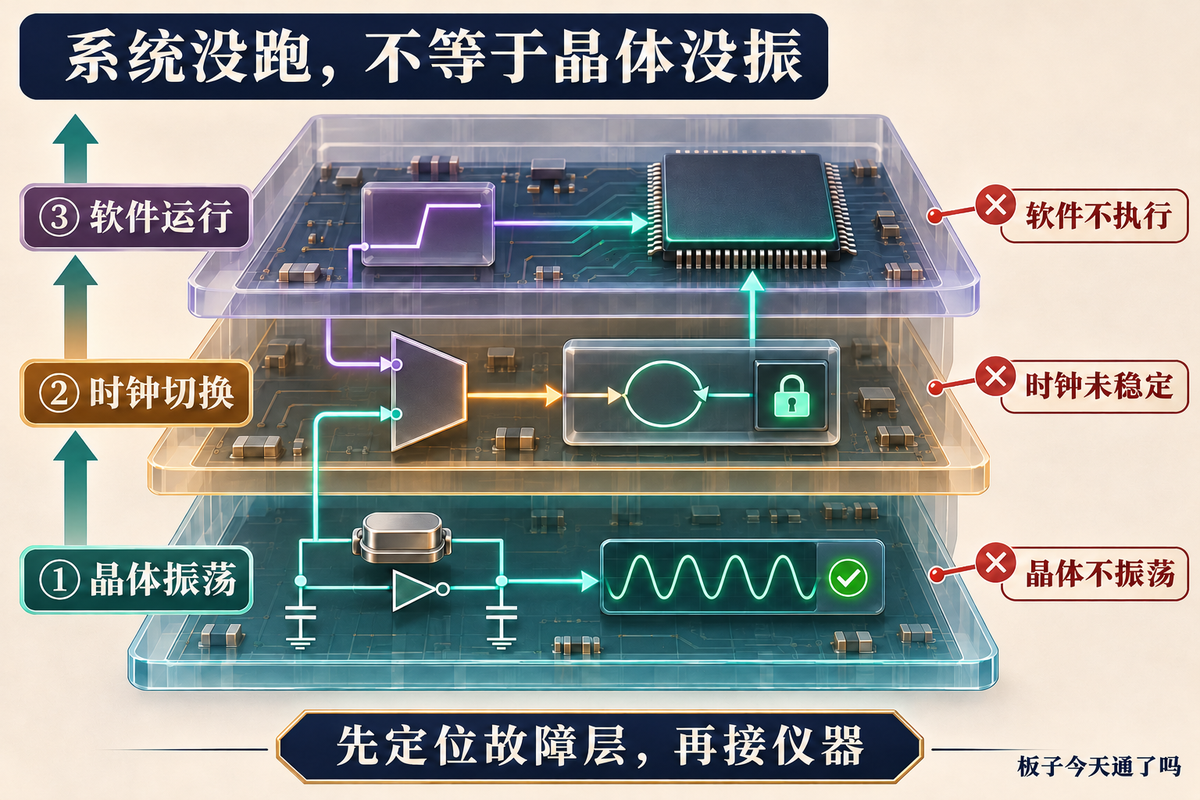 系统没跑，不等于晶体没振
③ 软件运行
软件不执行
② 时钟切换
时钟未稳定
① 晶体振荡
晶体不振荡
先定位故障层，再接仪器
板子今天通了吗